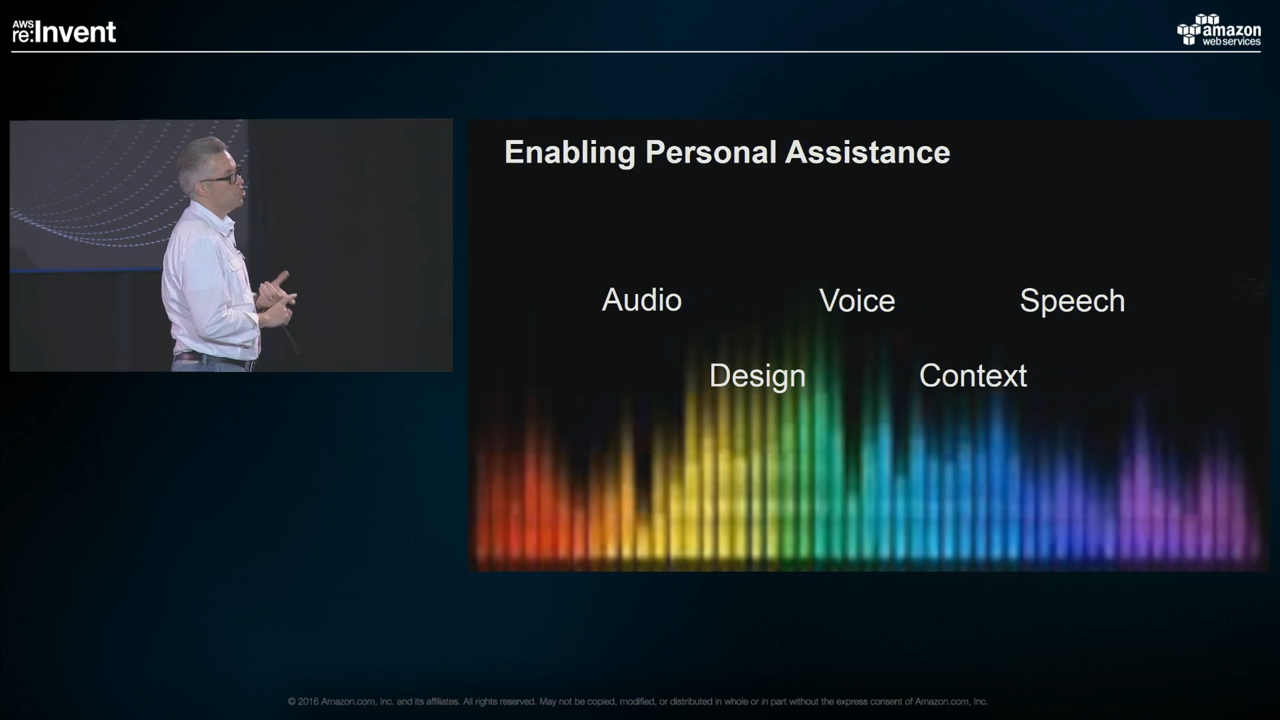 AWS
re:Invent
amazon
webservices
Enabling Personal Assistance
Audio Voice Speech
Design Context
© 2016 Amazon.com, Inc. and its affiliates. All rights reserved. May not be copied, modified, or distributed in whole or in part without the express consent of Amazon.com, Inc.